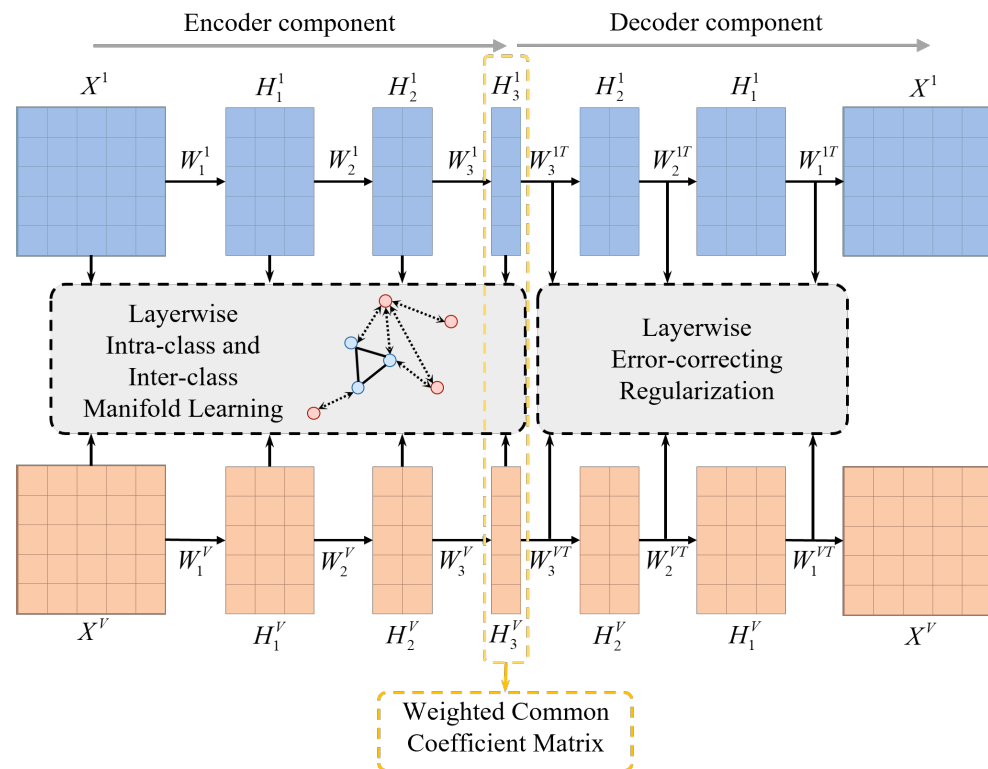 Encoder component
Decoder component
X^1 H_1^1 H_2^1 H_3^1 H_2^1 H_1^1 X^1
W_1^1 W_2^1 W_3^1 W_3^{1T} W_2^{1T} W_1^{1T}
Layerwise
Intra-class and
Inter-class
Manifold Learning
Layerwise
Error-correcting
Regularization
W_1^V W_2^V W_3^V W_3^{VT} W_2^{VT} W_1^{VT}
X^V H_1^V H_2^V H_3^V H_2^V H_1^V X^V
Weighted Common
Coefficient Matrix